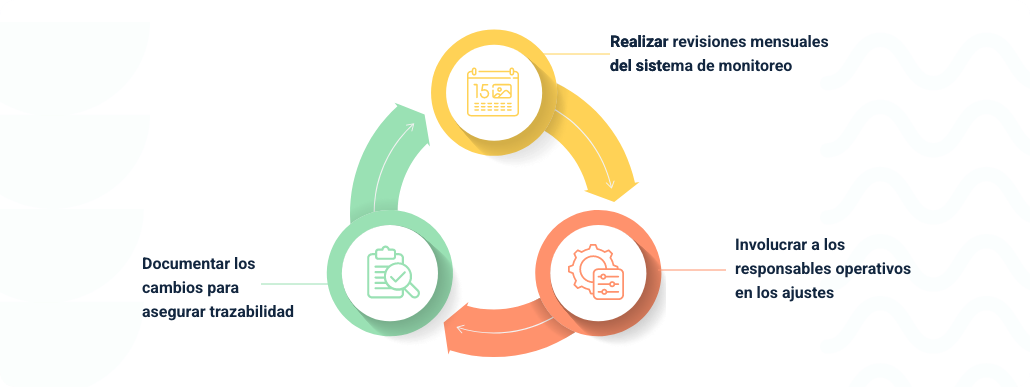 Realizar revisiones mensuales
del sistema de monitoreo
15
Involucrar a los
responsables operativos
en los ajustes
Documentar los
cambios para
asegurar trazabilidad